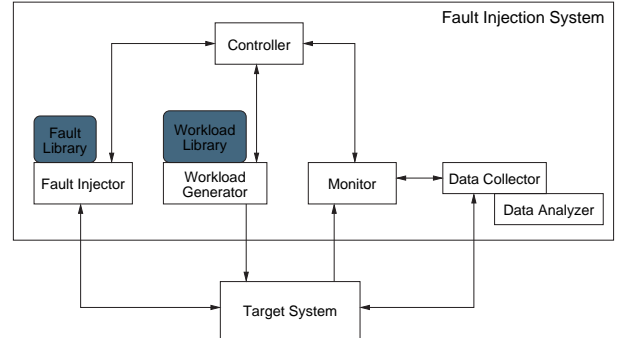 Fault Injection System
Controller
Fault
Library
Workload
Library
Fault Injector
Workload
Generator
Monitor
Data Collector
Data Analyzer
Target System